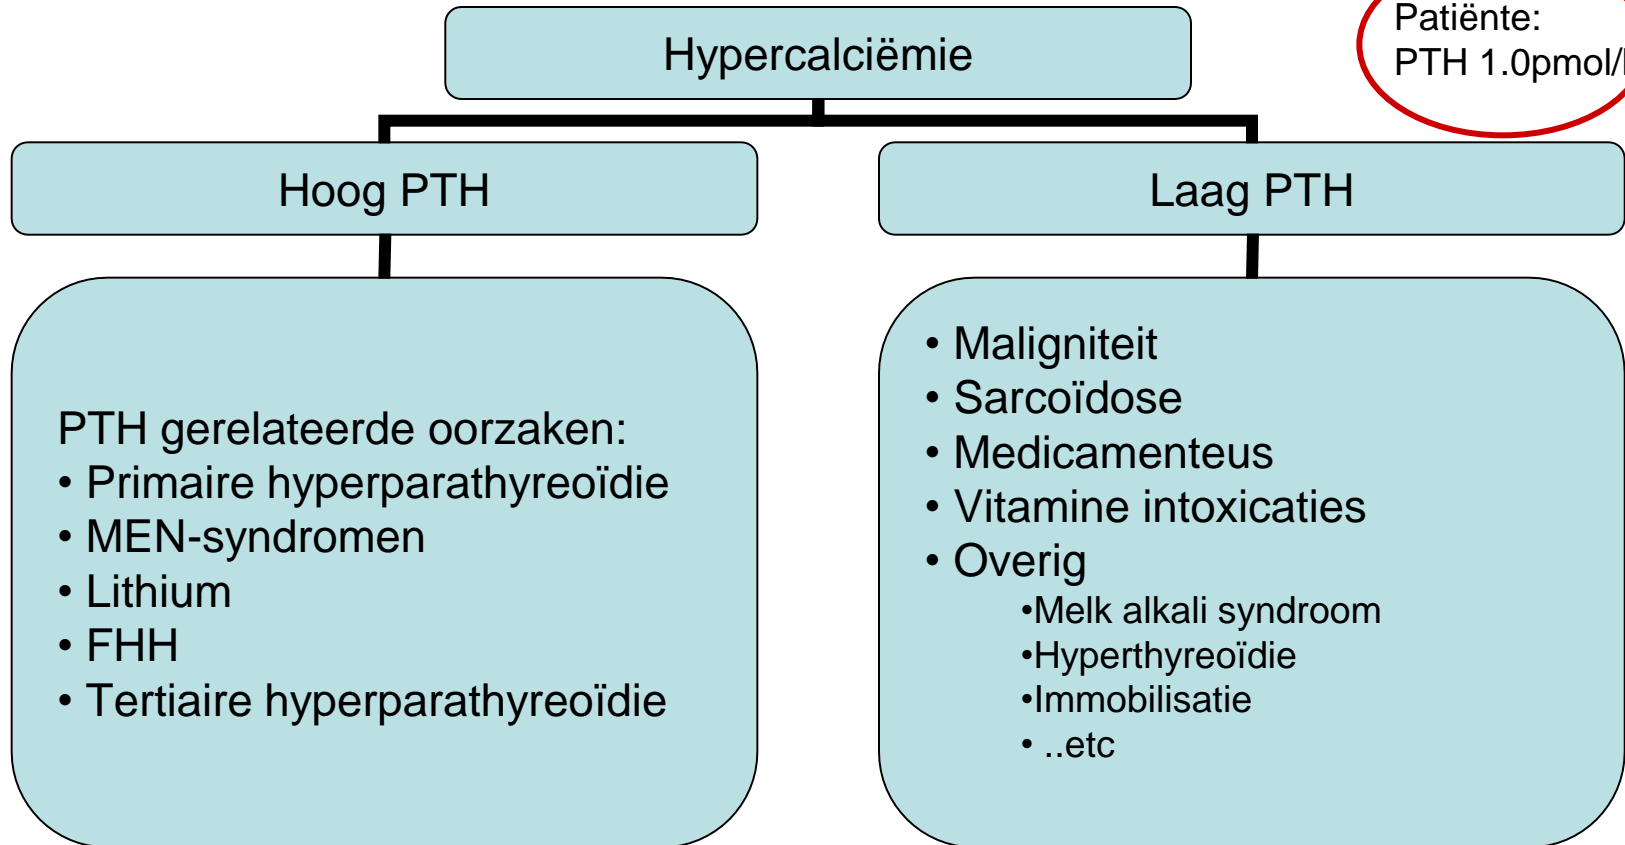 Patiënte:
PTH 1.0pmol/
Hypercalciëmie
Hoog PTH
Laag PTH
PTH gerelateerde oorzaken:
• Primaire hyperparathyreoïdie
• MEN-syndromen
• Lithium
• FHH
• Tertiaire hyperparathyreoïdie
• Maligniteit
• Sarcoïdose
• Medicamenteus
• Vitamine intoxicaties
• Overig
•Melk alkali syndroom
•Hyperthyreoïdie
•Immobilisatie
• ..etc